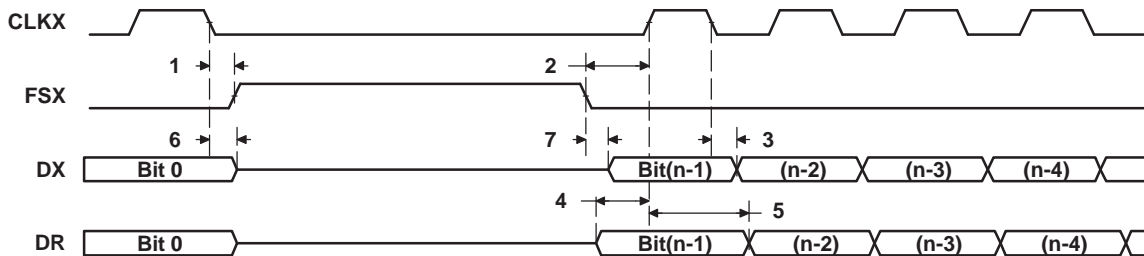 CLKX
1 2
FSX
6 7 3
DX Bit 0 Bit(n-1) (n-2) (n-3) (n-4)
4 5
DR Bit 0 Bit(n-1) (n-2) (n-3) (n-4)